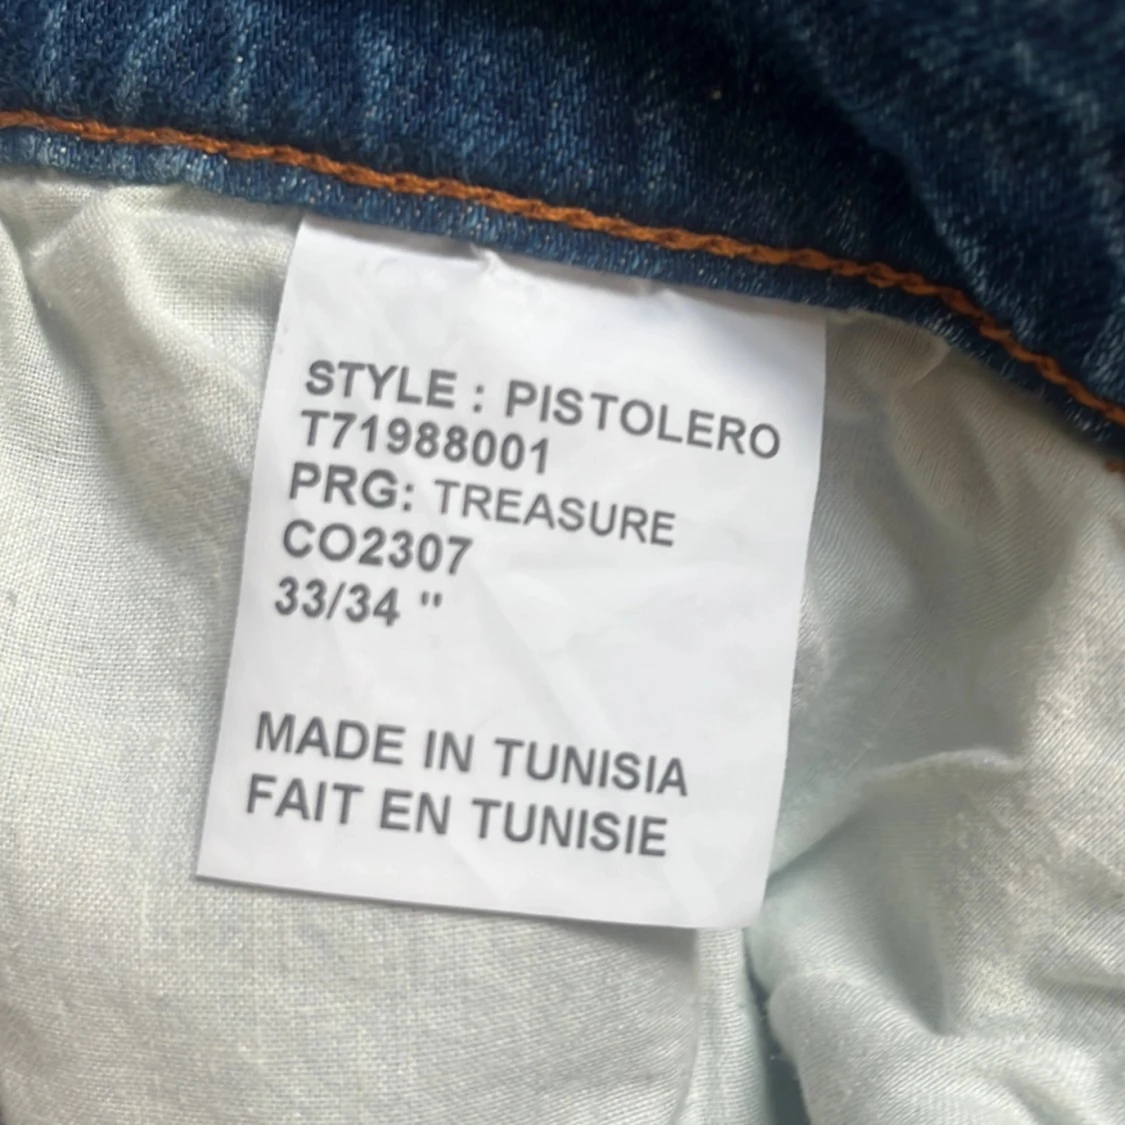 STYLE : PISTOLERO
T71988001
PRG: TREASURE
CO2307
33/34 "
MADE IN TUNISIA
FAIT EN TUNISIE